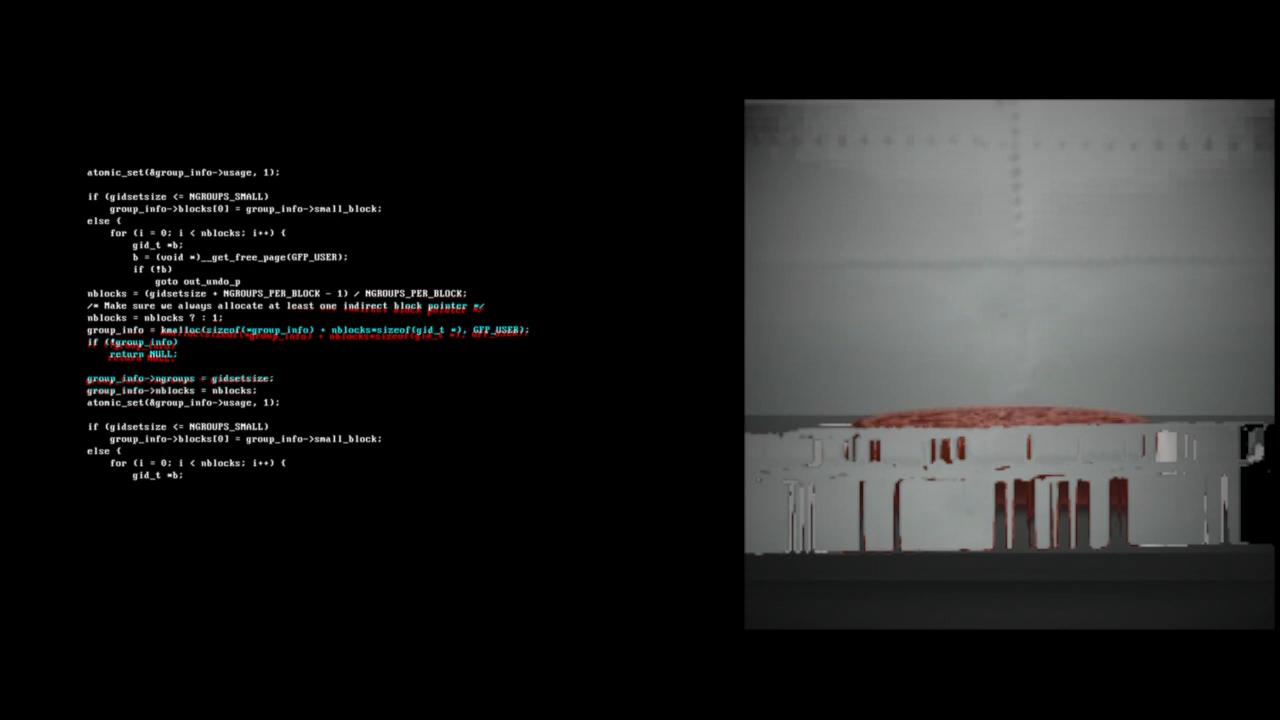 atomic_set(&group_info->usage, 1);
if (gidsetsize <= NGROUPS_SMALL)
group_info->blocks[0] = group_info->small_block;
else {
for (i = 0; i < nblocks; i++) {
gid_t *b;
b = (void *)__get_free_page(GFP_USER);
if (!b)
goto out_undo_p
nblocks = (gidsetsize + NGROUPS_PER_BLOCK - 1) / NGROUPS_PER_BLOCK;
/* Make sure we always allocate at least one indirect block pointer */
nblocks = nblocks ? : 1;
group_info = kmalloc(sizeof(*group_info) + nblocks*sizeof(gid_t *), GFP_USER);
if (!group_info)
return NULL;
group_info->ngroups = gidsetsize;
group_info->nblocks = nblocks;
atomic_set(&group_info->usage, 1);
if (gidsetsize <= NGROUPS_SMALL)
group_info->blocks[0] = group_info->small_block;
else {
for (i = 0; i < nblocks; i++) {
gid_t *b;